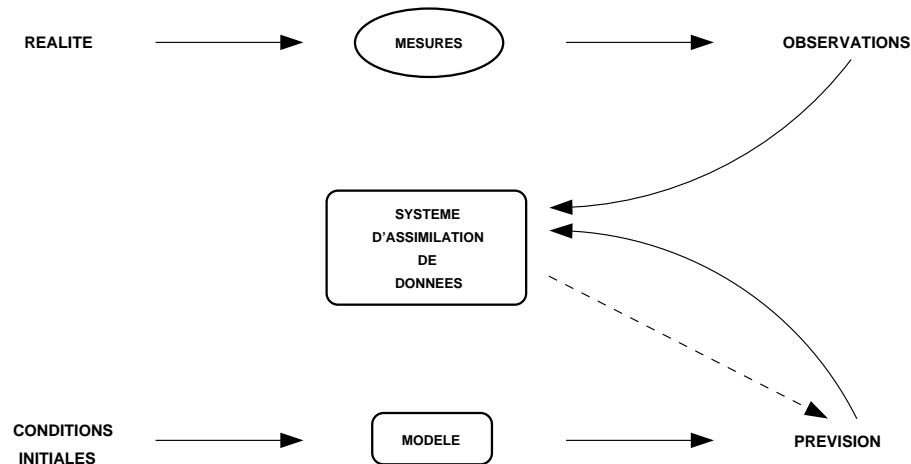 REALITE
MESURES
OBSERVATIONS
SYSTEME
D'ASSIMILATION
DE
DONNEES
CONDITIONS
INITIALES
MODELE
PREVISION